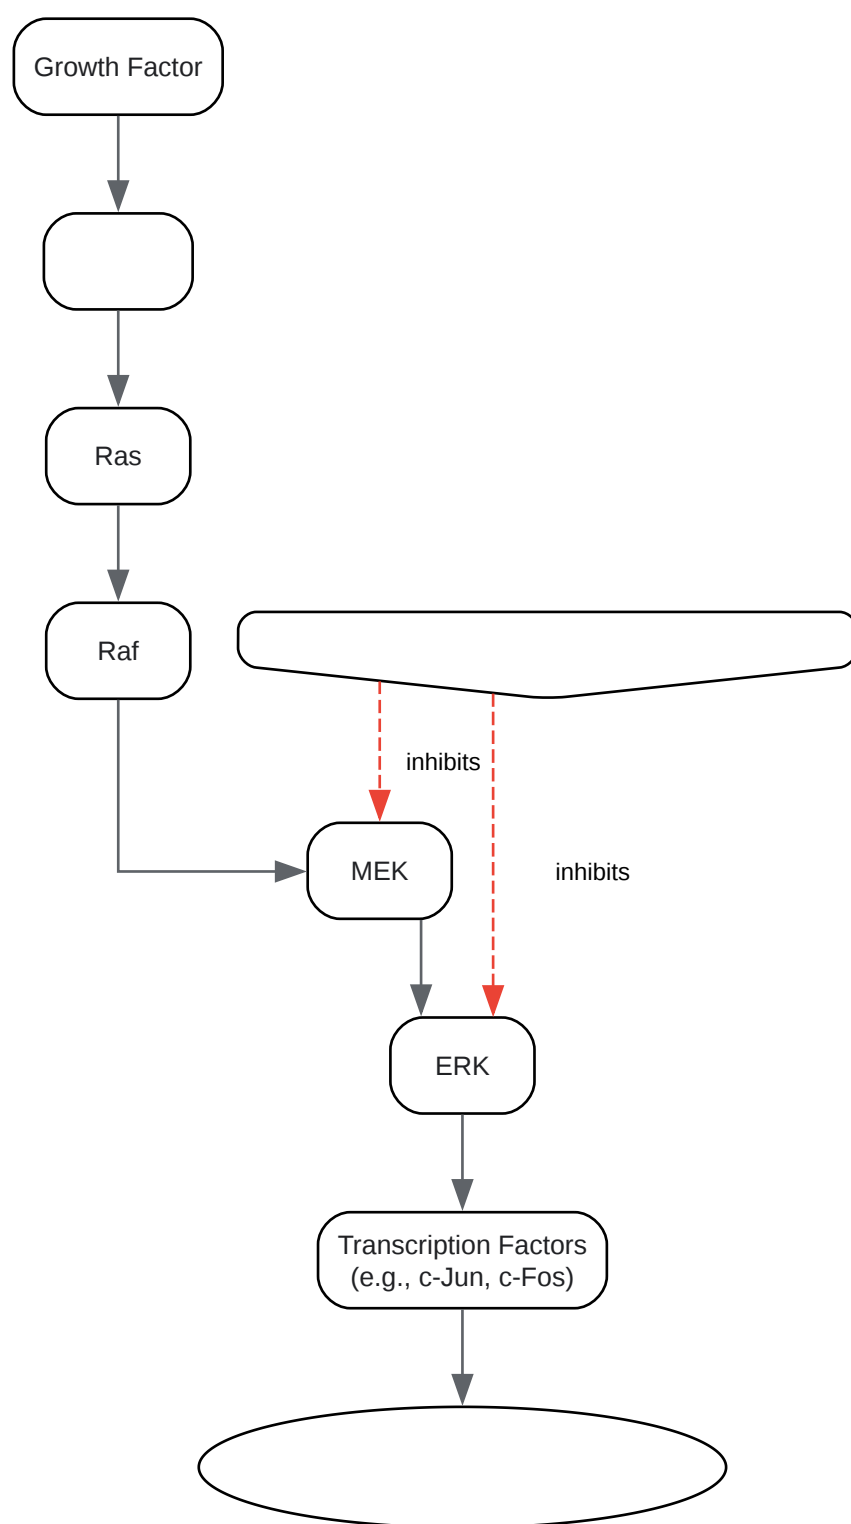 Growth Factor
Ras
Raf
inhibits
MEK
inhibits
ERK
Transcription Factors
(e.g., c-Jun, c-Fos)